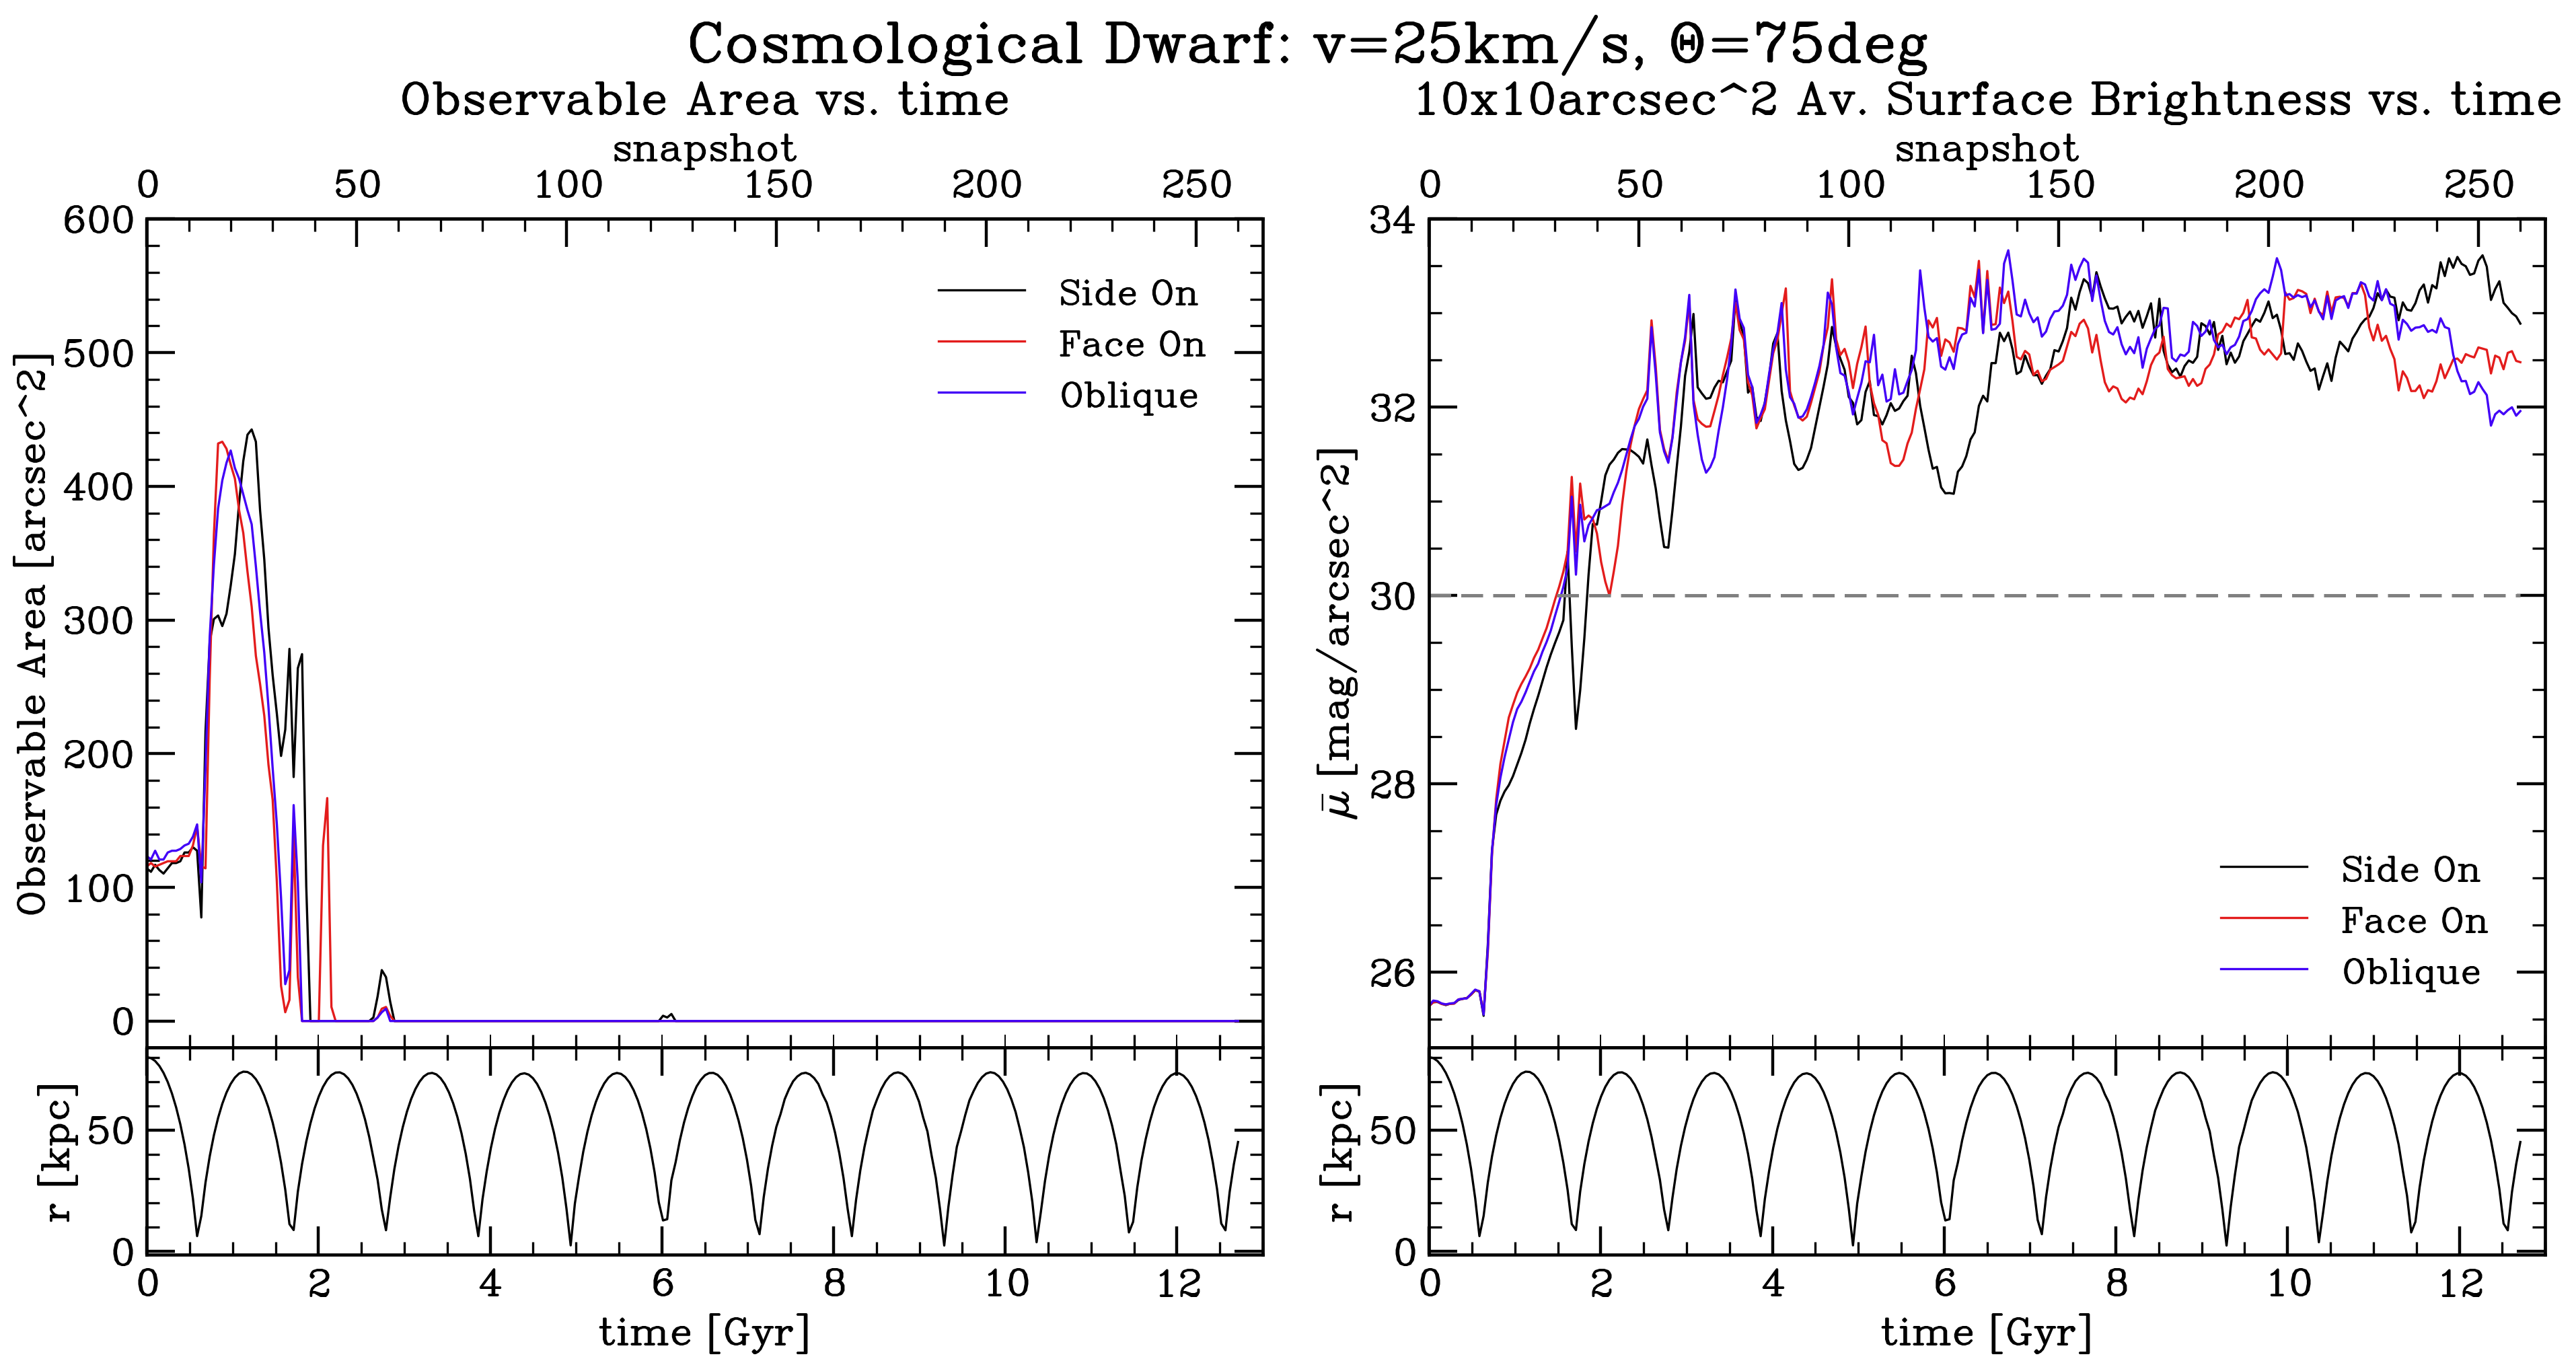 Cosmological Dwarf: v=25km/s, Θ=75deg
Observable Area vs. time
snapshot
0 50 100 150 200 250
600
500
400
300
200
100
0
Observable Area [arcsec^2]
Side On
Face On
Oblique
50
0
r [kpc]
0 2 4 6 8 10 12
time [Gyr]
10x10arcsec^2 Av. Surface Brightness vs. time
snapshot
0 50 100 150 200 250
34
32
30
28
26
μ̄ [mag/arcsec^2]
Side On
Face On
Oblique
50
0
r [kpc]
0 2 4 6 8 10 12
time [Gyr]